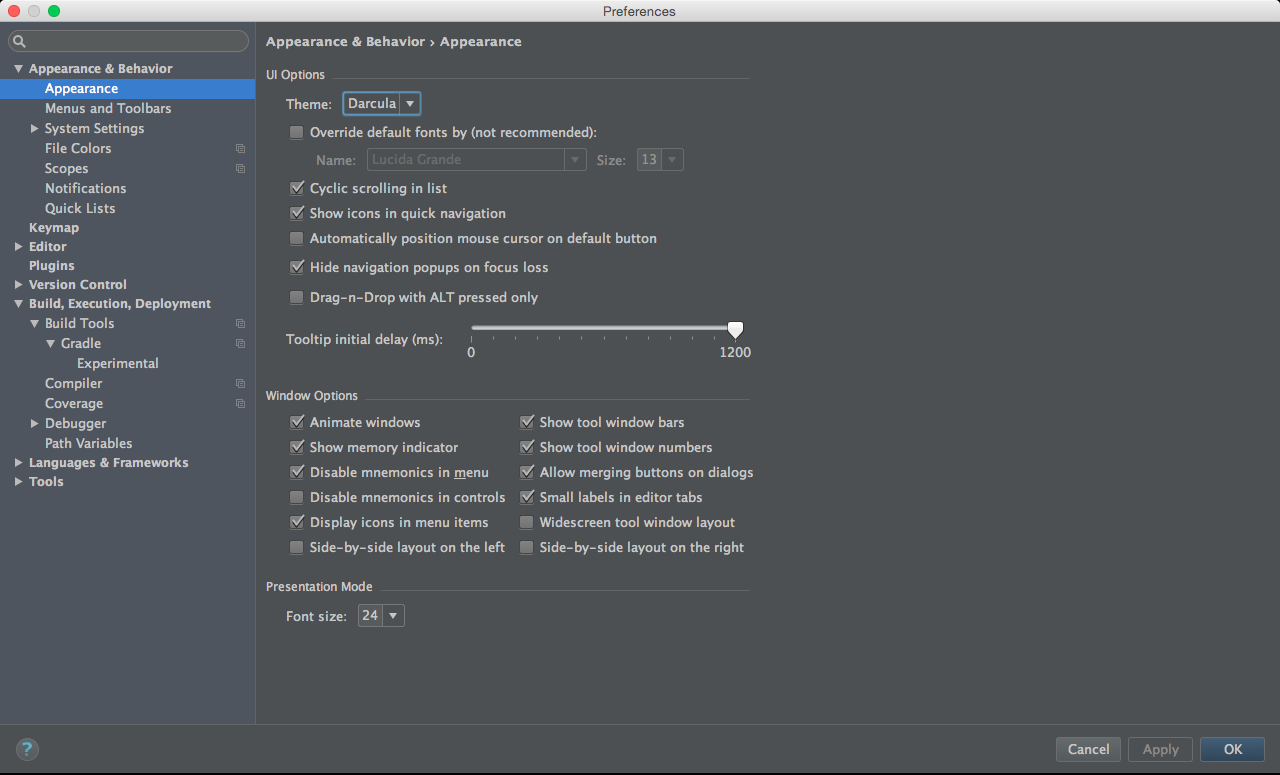 Preferences
Appearance & Behavior
Appearance
Menus and Toolbars
System Settings
File Colors
Scopes
Notifications
Quick Lists
Keymap
Editor
Plugins
Version Control
Build, Execution, Deployment
Build Tools
Gradle
Experimental
Compiler
Coverage
Debugger
Path Variables
Languages & Frameworks
Tools
Appearance & Behavior › Appearance
UI Options
Theme: Darcula
Override default fonts by (not recommended):
Name: Lucida Grande Size: 13
Cyclic scrolling in list
Show icons in quick navigation
Automatically position mouse cursor on default button
Hide navigation popups on focus loss
Drag-n-Drop with ALT pressed only
Tooltip initial delay (ms):
0 1200
Window Options
Animate windows Show tool window bars
Show memory indicator Show tool window numbers
Disable mnemonics in menu Allow merging buttons on dialogs
Disable mnemonics in controls Small labels in editor tabs
Display icons in menu items Widescreen tool window layout
Side-by-side layout on the left Side-by-side layout on the right
Presentation Mode
Font size: 24
? Cancel Apply OK